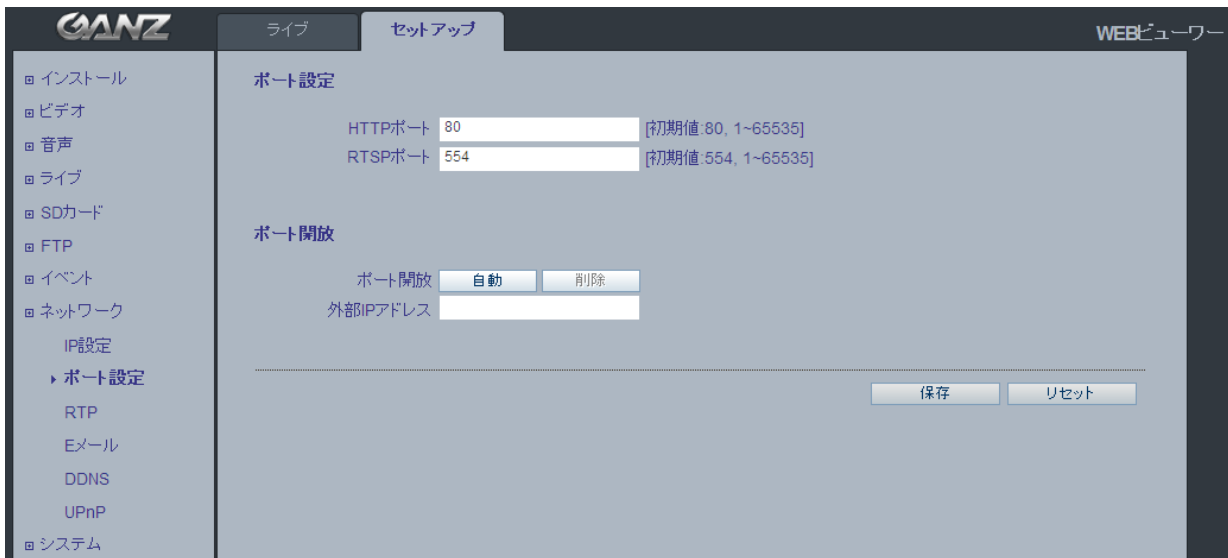 GANZ
ライブ
セットアップ
WEBビューワー
インストール
ビデオ
音声
ライブ
SDカード
FTP
イベント
ネットワーク
IP設定
ポート設定
RTP
Eメール
DDNS
UPnP
システム
ポート設定
HTTPポート 80 [初期値:80, 1~65535]
RTSPポート 554 [初期値:554, 1~65535]
ポート開放
ポート開放 自動 削除
外部IPアドレス
保存 リセット